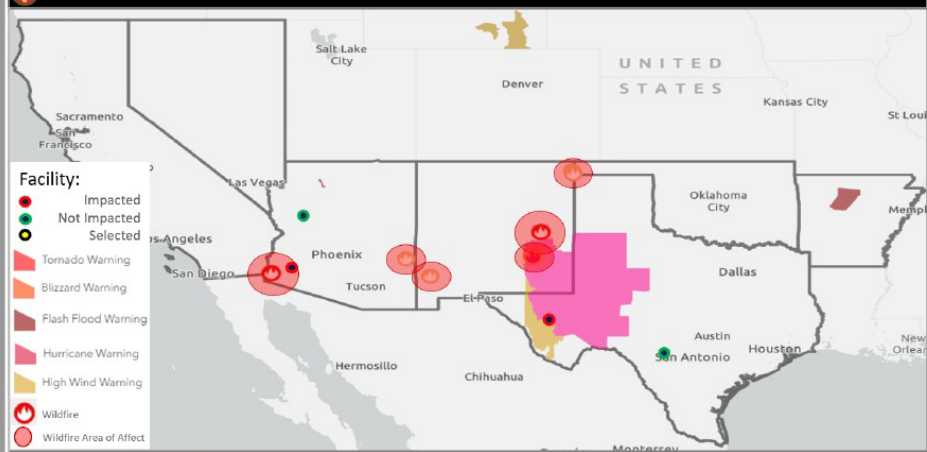 Salt Lake
City
UNITED
STATES
Denver
Kansas City
Sacramento
St Loui
San
Francisco
Facility:
Impacted
Not Impacted
Selected
Tornado Warning
Blizzard Warning
Flash Flood Warning
Hurricane Warning
High Wind Warning
Wildfire
Wildfire Area of Affect
Las Vegas
Oklahoma
City
Memph
os Angeles
Phoenix
San Diego
Tucson
El Paso
Dallas
Austin
San Antonio
Houston
New
Orlean
Hermosillo
Chihuahua
Monterrey